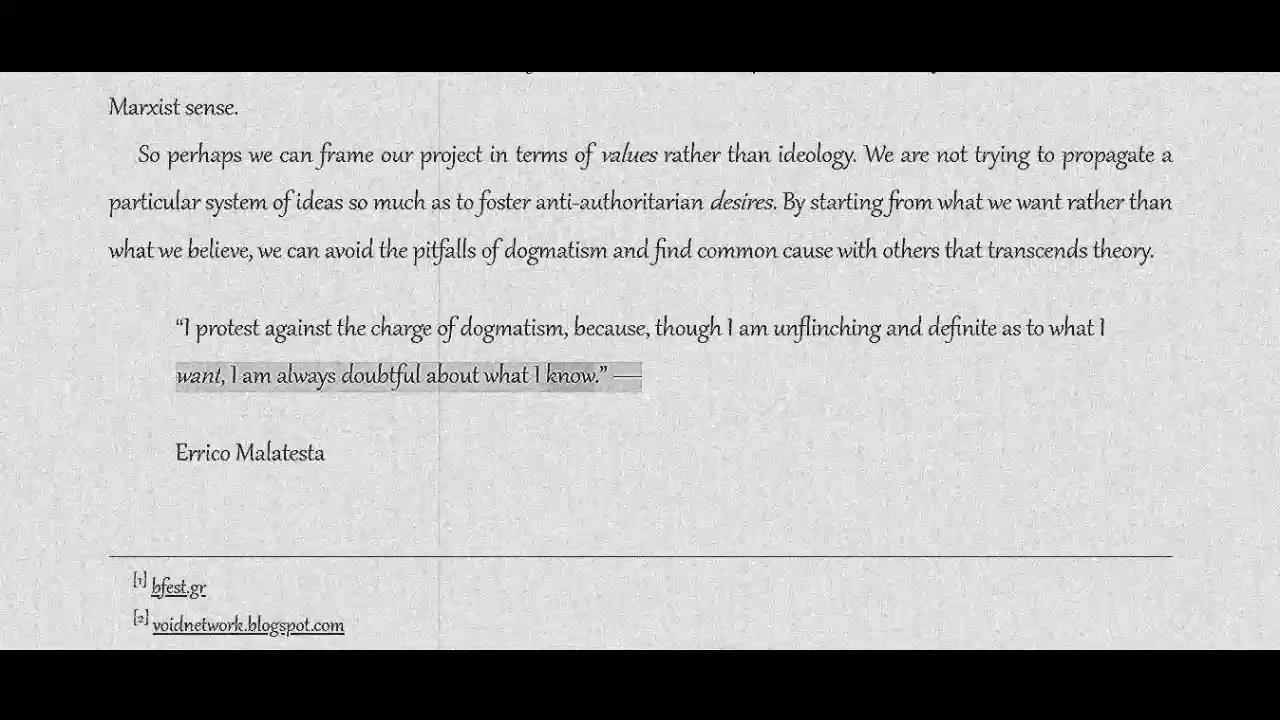 Marxist sense.
So perhaps we can frame our project in terms of values rather than ideology. We are not trying to propagate a
particular system of ideas so much as to foster anti-authoritarian desires. By starting from what we want rather than
what we believe, we can avoid the pitfalls of dogmatism and find common cause with others that transcends theory.
“I protest against the charge of dogmatism, because, though I am unflinching and definite as to what I
want, I am always doubtful about what I know.” —
Errico Malatesta
[1] bfest.gr
[2] voidnetwork.blogspot.com